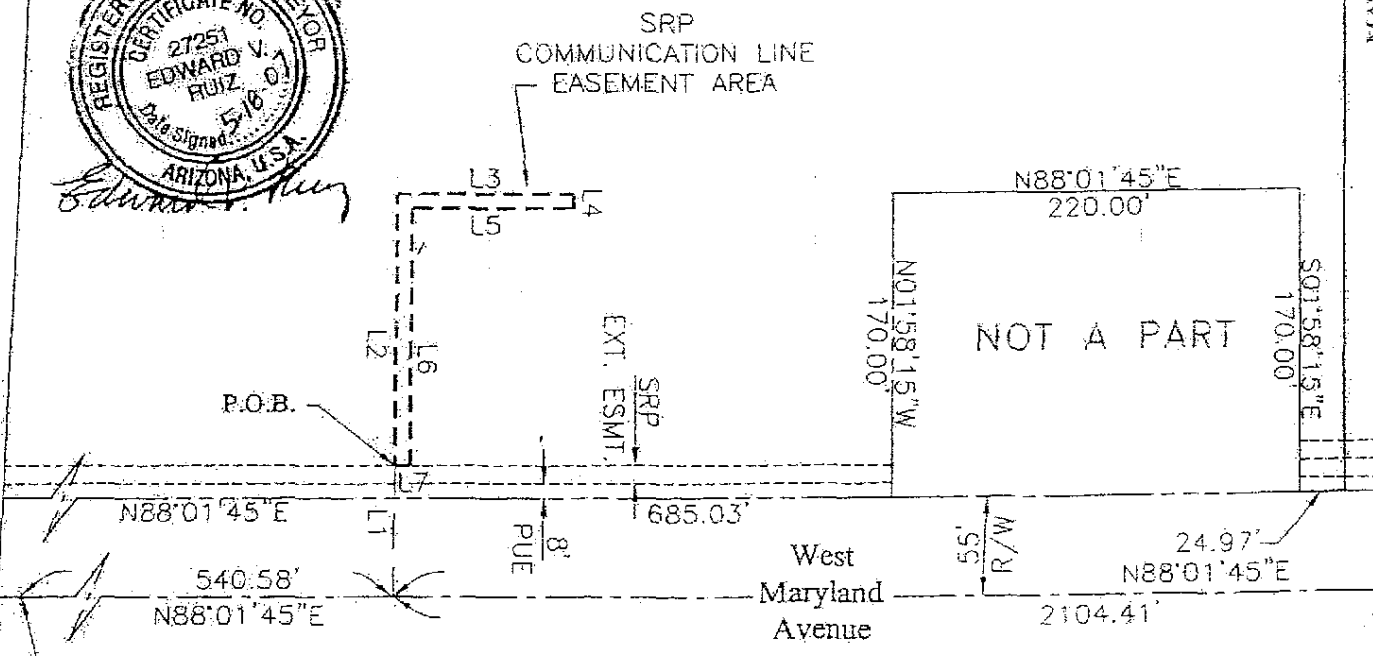 REGISTERED
YOR
CERTIFICATE NO.
27251
EDWARD V.
RUIZ
Date Signed 5-18-07
ARIZONA, U.S.A.
SRP
COMMUNICATION LINE
EASEMENT AREA
L3
L4
L5
L2
L6
P.O.B.
L7
L1
N88°01'45"E
220.00'
N01°58'15"W
170.00'
NOT A PART
S01°58'15"E
170.00'
SRP
EXT. ESMT.
N88°01'45"E
8'
PUE
685.03'
55'
R/W
24.97'
N88°01'45"E
540.58'
N88°01'45"E
West
Maryland
Avenue
2104.41'